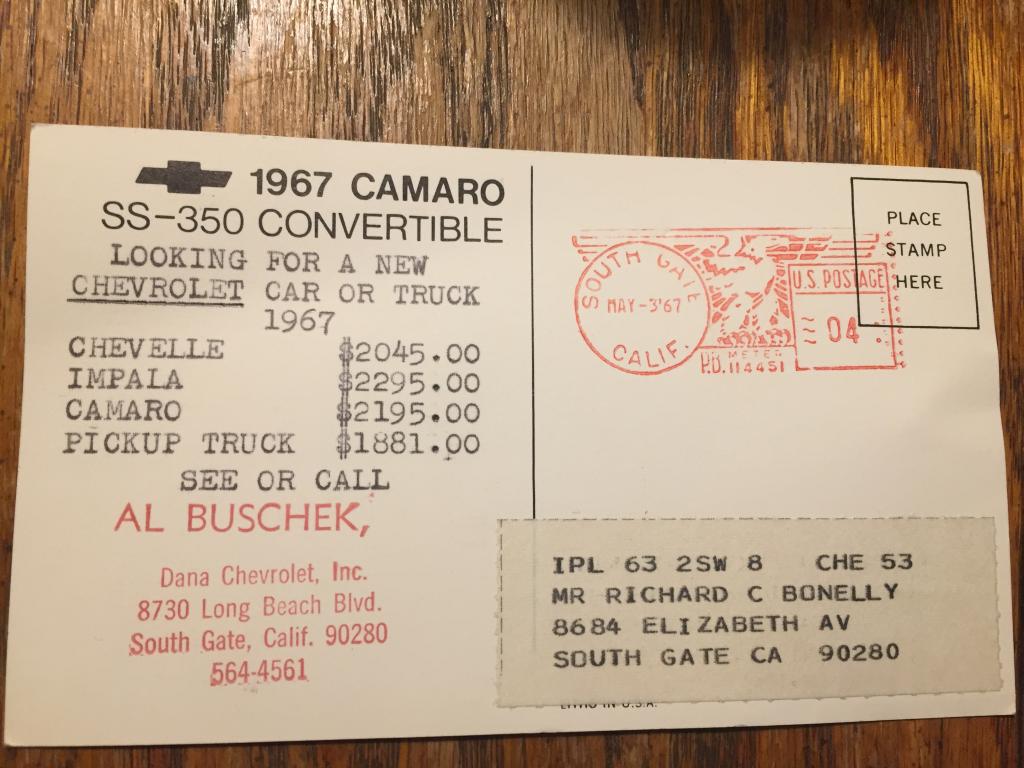 1967 CAMARO
SS-350 CONVERTIBLE
LOOKING FOR A NEW
CHEVROLET CAR OR TRUCK
1967
CHEVELLE $2045.00
IMPALA $2295.00
CAMARO $2195.00
PICKUP TRUCK $1881.00
SEE OR CALL
AL BUSCHEK,
Dana Chevrolet, Inc.
8730 Long Beach Blvd.
South Gate, Calif. 90280
564-4561
PLACE
STAMP
HERE
SOUTH GATE
MAY -3'67
CALIF.
U.S. POSTAGE
04
P.B. METER
114451
IPL 63 2SW 8 CHE 53
MR RICHARD C BONELLY
8684 ELIZABETH AV
SOUTH GATE CA 90280
LITHO IN U.S.A.